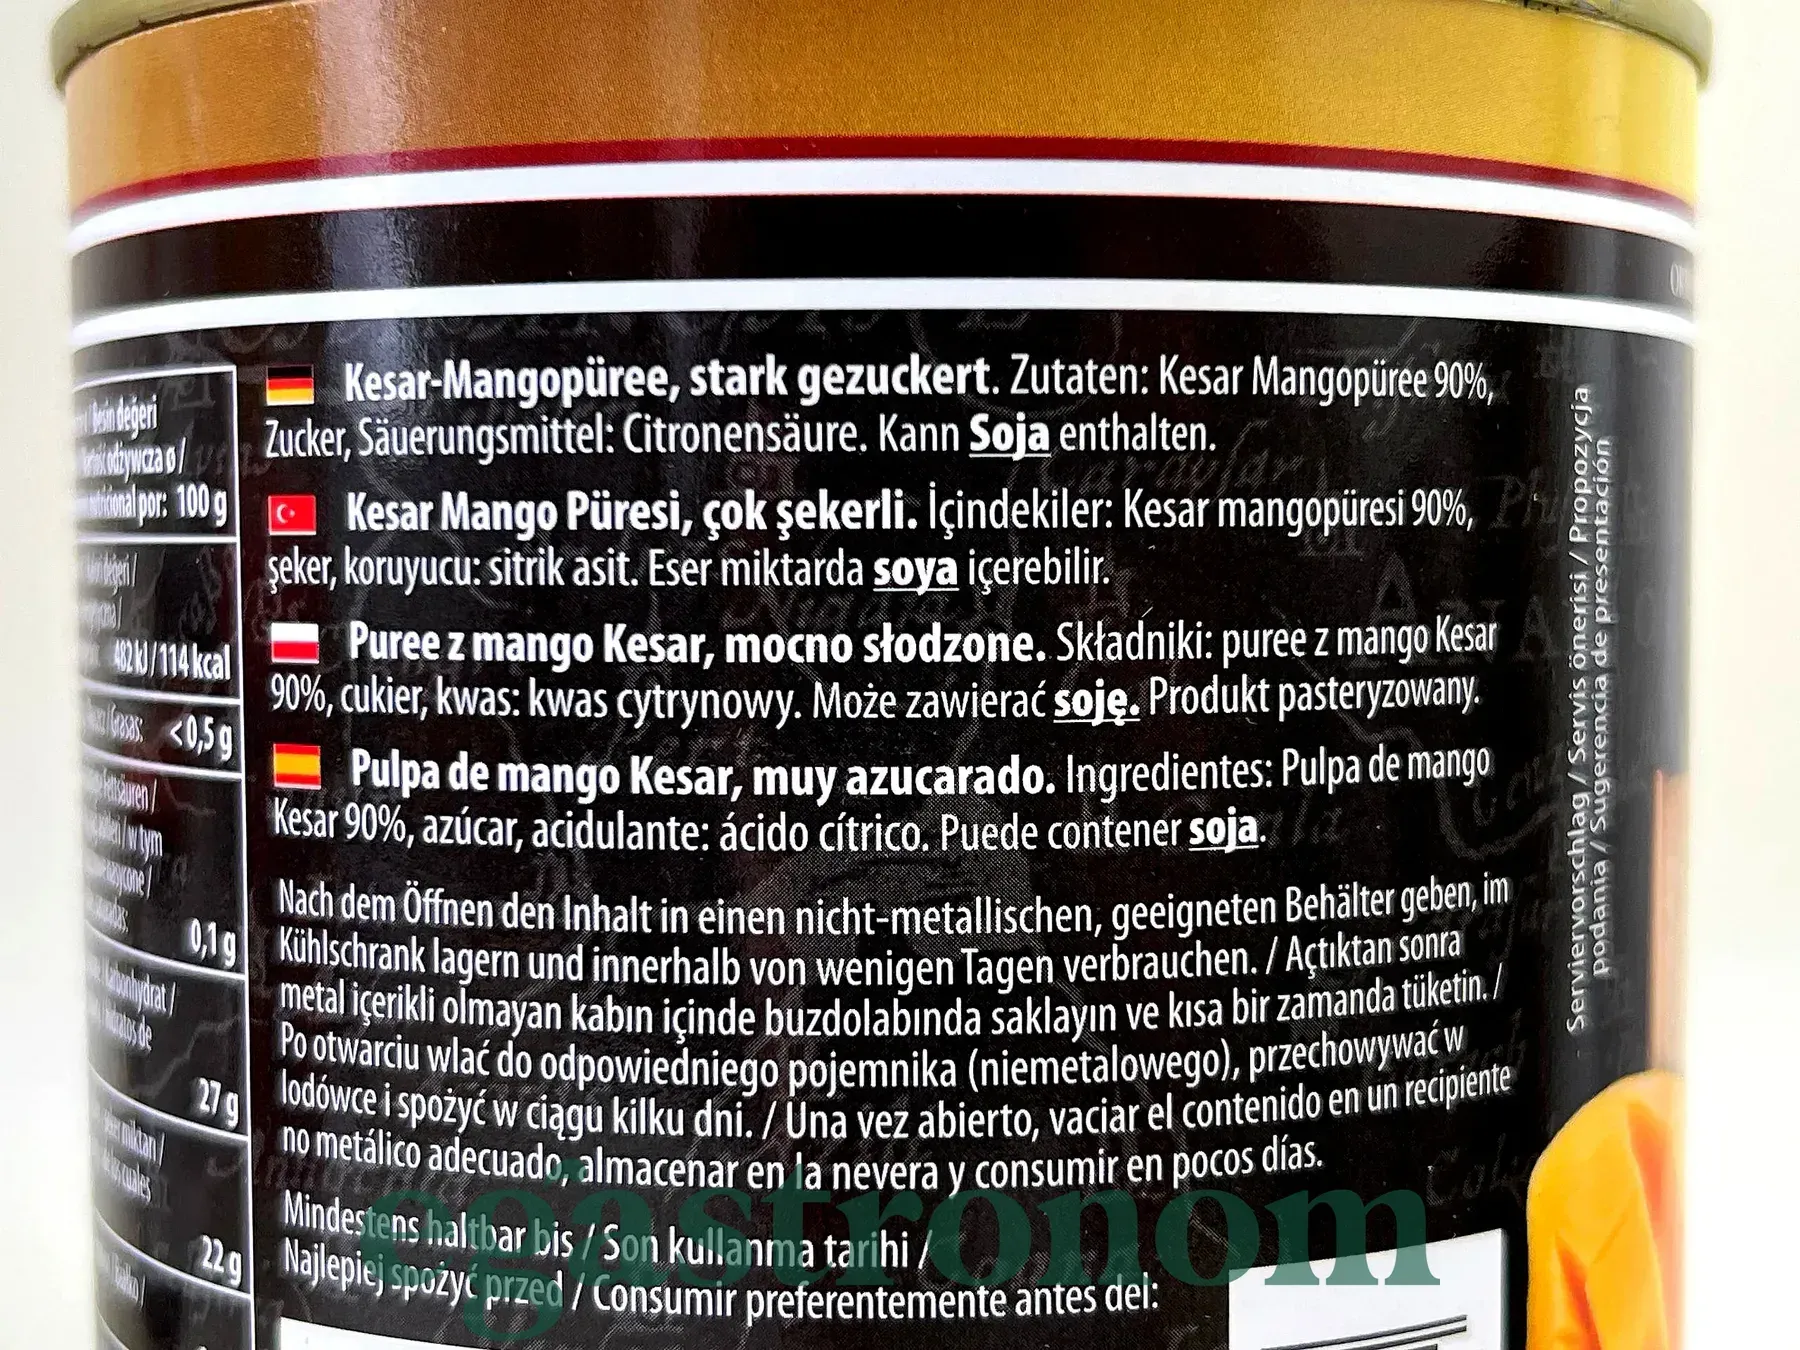 Besin değeri
100 g
482 kJ / 114 kcal
<0,5 g
0,1 g
27 g
22 g
Kesar-Mangopüree, stark gezuckert. Zutaten: Kesar Mangopüree 90%,
Zucker, Säuerungsmittel: Citronensäure. Kann Soja enthalten.
Kesar Mango Püresi, çok şekerli. İçindekiler: Kesar mangopüresi 90%,
şeker, koruyucu: sitrik asit. Eser miktarda soya içerebilir.
Puree z mango Kesar, mocno słodzone. Składniki: puree z mango Kesar
90%, cukier, kwas: kwas cytrynowy. Może zawierać soję. Produkt pasteryzowany.
Pulpa de mango Kesar, muy azucarado. Ingredientes: Pulpa de mango
Kesar 90%, azúcar, acidulante: ácido cítrico. Puede contener soja.
Nach dem Öffnen den Inhalt in einen nicht-metallischen, geeigneten Behälter geben, im
Kühlschrank lagern und innerhalb von wenigen Tagen verbrauchen. / Açtıktan sonra
metal içerikli olmayan kabın içinde buzdolabında saklayın ve kısa bir zamanda tüketin. /
Po otwarciu wlać do odpowiedniego pojemnika (niemetalowego), przechowywać w
lodówce i spożyć w ciągu kilku dni. / Una vez abierto, vaciar el contenido en un recipiente
no metálico adecuado, almacenar en la nevera y consumir en pocos días.
Mindestens haltbar bis / Son kullanma tarihi /
Najlepiej spożyć przed / Consumir preferentemente antes del:
Serviervorschlag / Servis önerisi / Propozycja
podania / Sugerencia de presentación
egastronom